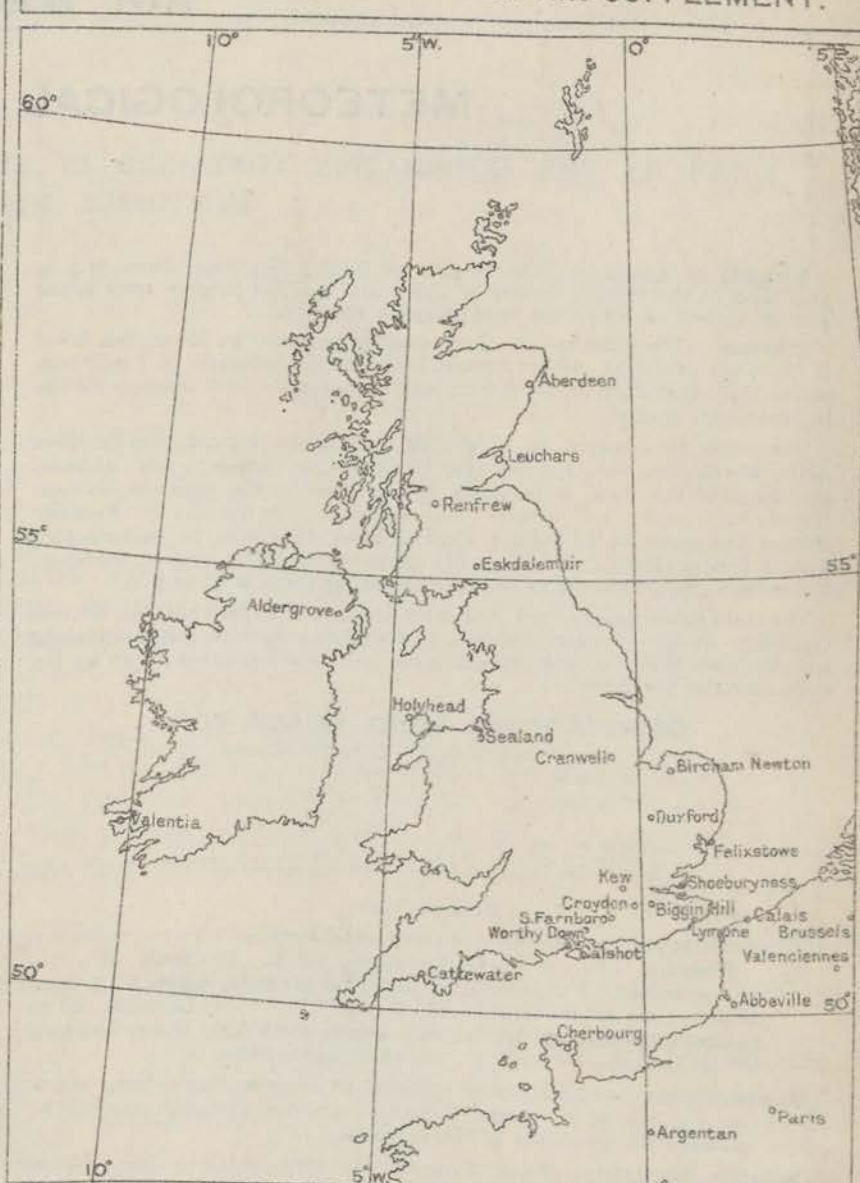 SUPPLEMENT.
10° 5°W. 0° 5°
60°
Aberdeen
Leuchars
Renfrew
55° Eskdalemuir 55°
Aldergrove
Holyhead
Sealand
Cranwell
Bircham Newton
Valentia
Duxford
Felixstowe
Kew
Shoeburyness
Croydon Biggin Hill
S. Farnboro Calais
Worthy Down Lympne Brussels
Calshot
Valenciennes
50° Cattewater
Abbeville 50°
Cherbourg
Paris
Argentan
10° 5°W